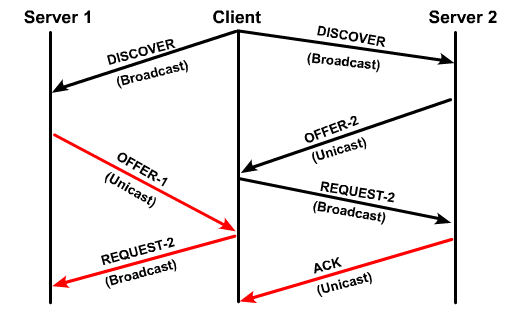 Server 1
Client
Server 2
DISCOVER
(Broadcast)
DISCOVER
(Broadcast)
OFFER-2
(Unicast)
OFFER-1
(Unicast)
REQUEST-2
(Broadcast)
REQUEST-2
(Broadcast)
ACK
(Unicast)